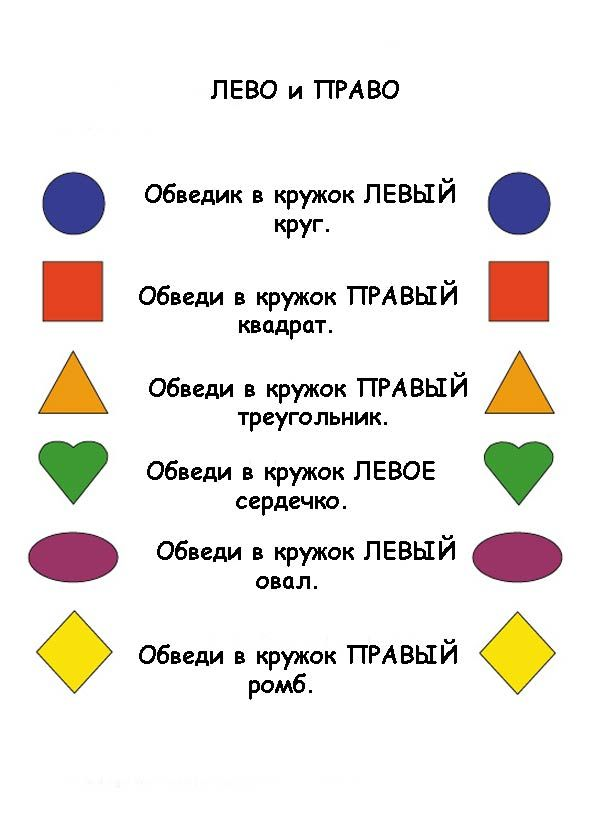 ЛЕВО и ПРАВО
Обведик в кружок ЛЕВЫЙ
круг.
Обведи в кружок ПРАВЫЙ
квадрат.
Обведи в кружок ПРАВЫЙ
треугольник.
Обведи в кружок ЛЕВОЕ
сердечко.
Обведи в кружок ЛЕВЫЙ
овал.
Обведи в кружок ПРАВЫЙ
ромб.